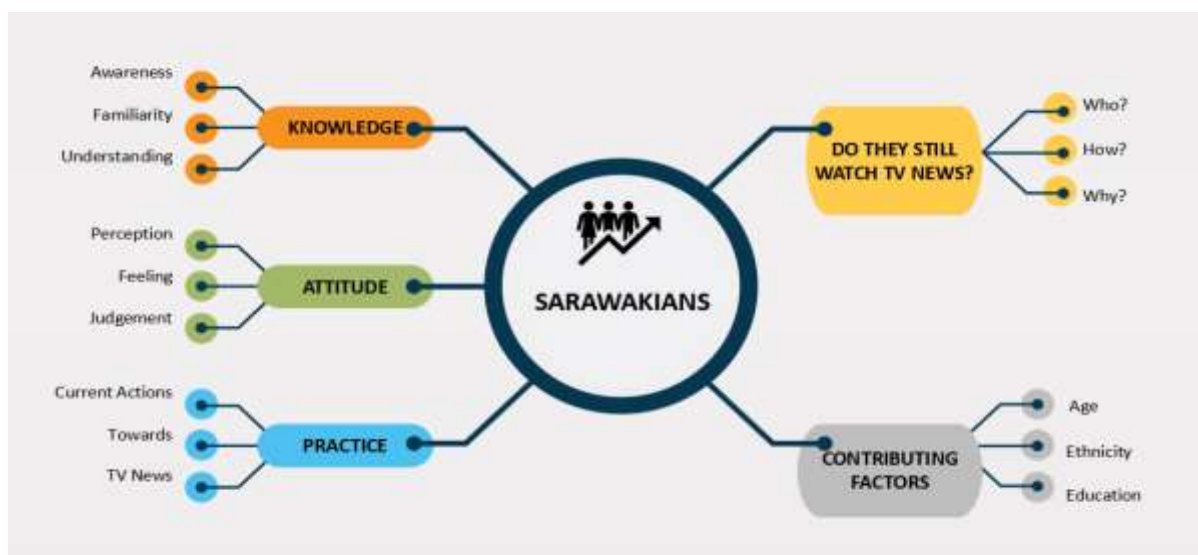 Awareness
Familiarity
Understanding
KNOWLEDGE
Perception
Feeling
Judgement
ATTITUDE
Current Actions
Towards
TV News
PRACTICE
SARAWAKIANS
DO THEY STILL
WATCH TV NEWS?
Who?
How?
Why?
CONTRIBUTING
FACTORS
Age
Ethnicity
Education